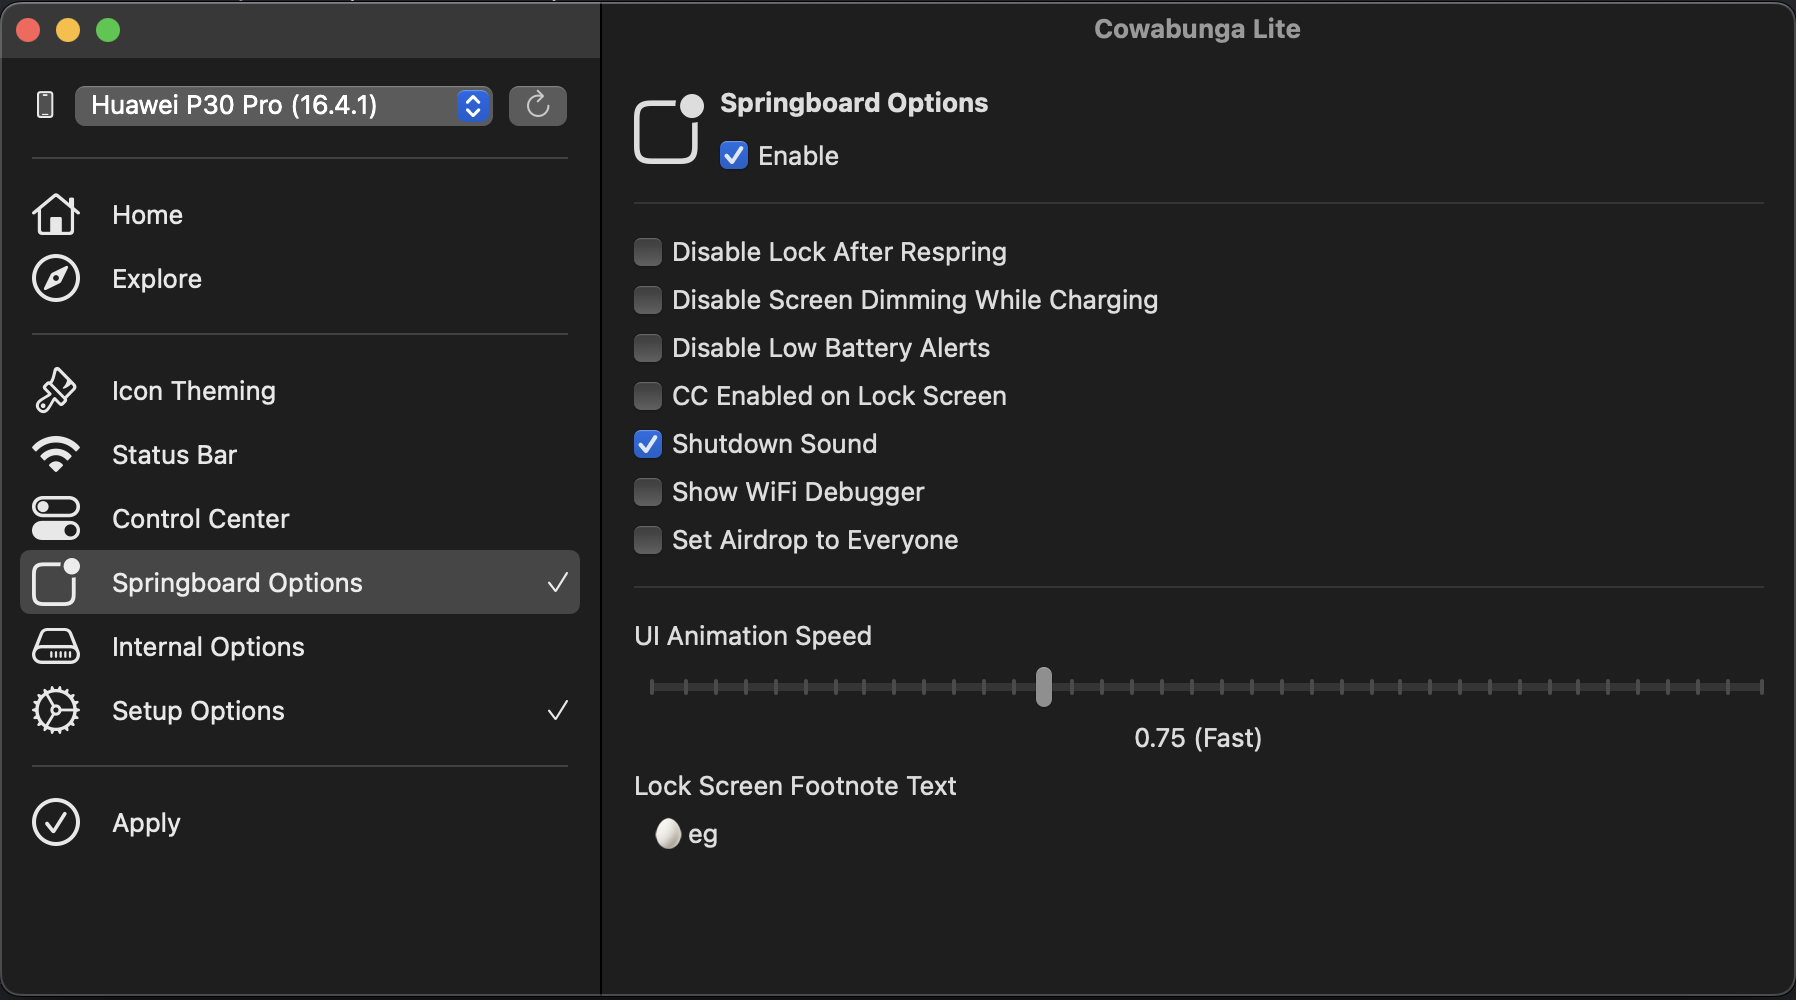 Cowabunga Lite
Huawei P30 Pro (16.4.1)
Home
Explore
Icon Theming
Status Bar
Control Center
Springboard Options
Internal Options
Setup Options
Apply
Springboard Options
Enable
Disable Lock After Respring
Disable Screen Dimming While Charging
Disable Low Battery Alerts
CC Enabled on Lock Screen
Shutdown Sound
Show WiFi Debugger
Set Airdrop to Everyone
UI Animation Speed
0.75 (Fast)
Lock Screen Footnote Text
🥚 eg